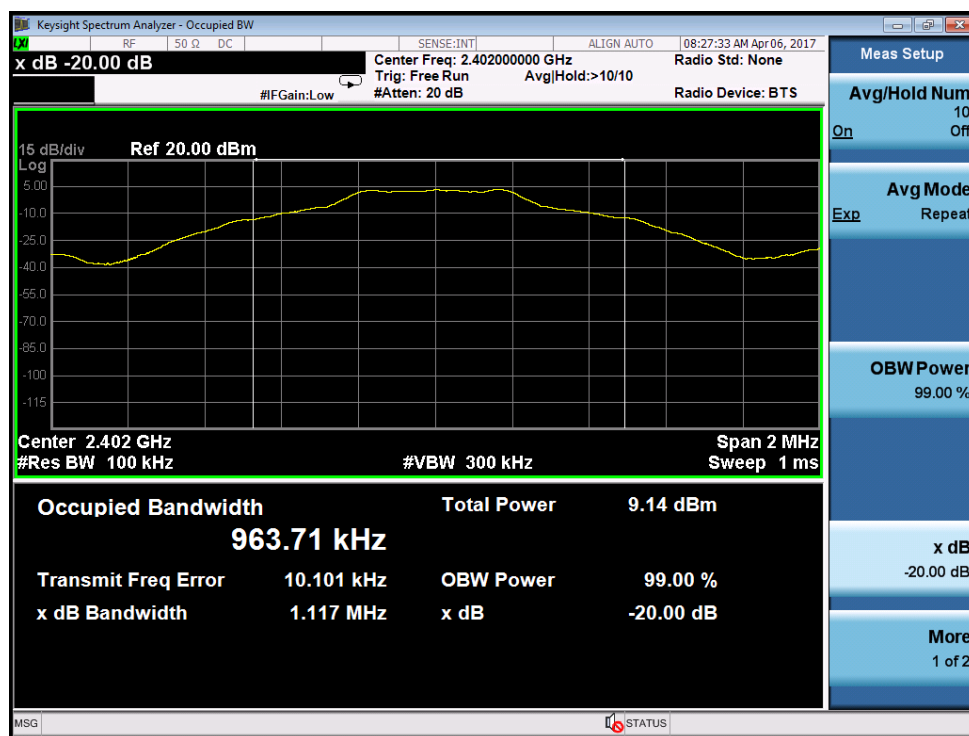 Keysight Spectrum Analyzer - Occupied BW
LXI RF 50 Ω DC SENSE:INT ALIGN AUTO 08:27:33 AM Apr 06, 2017
x dB -20.00 dB
Center Freq: 2.402000000 GHz Radio Std: None
Trig: Free Run Avg|Hold:>10/10
#IFGain:Low #Atten: 20 dB Radio Device: BTS
15 dB/div Ref 20.00 dBm
Log
5.00
-10.0
-25.0
-40.0
-55.0
-70.0
-85.0
-100
-115
Center 2.402 GHz Span 2 MHz
#Res BW 100 kHz #VBW 300 kHz Sweep 1 ms
Occupied Bandwidth Total Power 9.14 dBm
963.71 kHz
Transmit Freq Error 10.101 kHz OBW Power 99.00 %
x dB Bandwidth 1.117 MHz x dB -20.00 dB
Meas Setup
Avg/Hold Num
10
On Off
Avg Mode
Exp Repeat
OBW Power
99.00 %
x dB
-20.00 dB
More
1 of 2
MSG STATUS